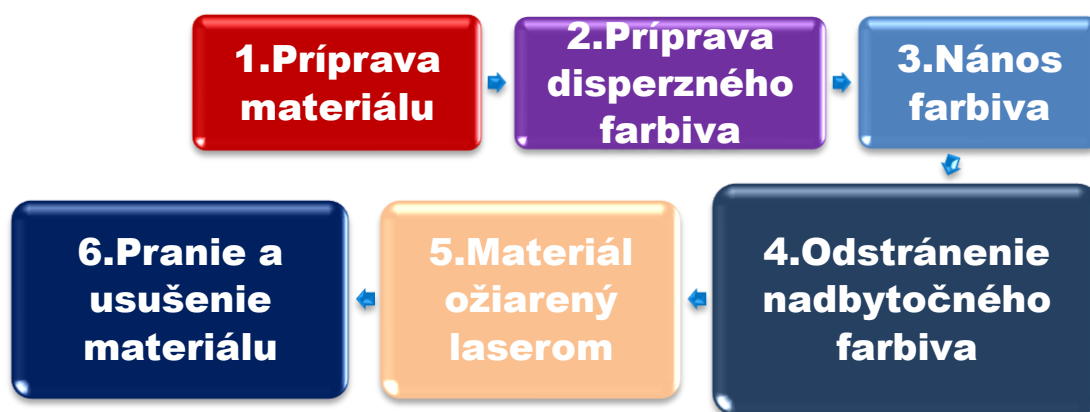 1.Príprava
materiálu
2.Príprava
disperzného
farbiva
3.Nános
farbiva
4.Odstránenie
nadbytočného
farbiva
5.Materiál
ožiarený
laserom
6.Pranie a
usušenie
materiálu